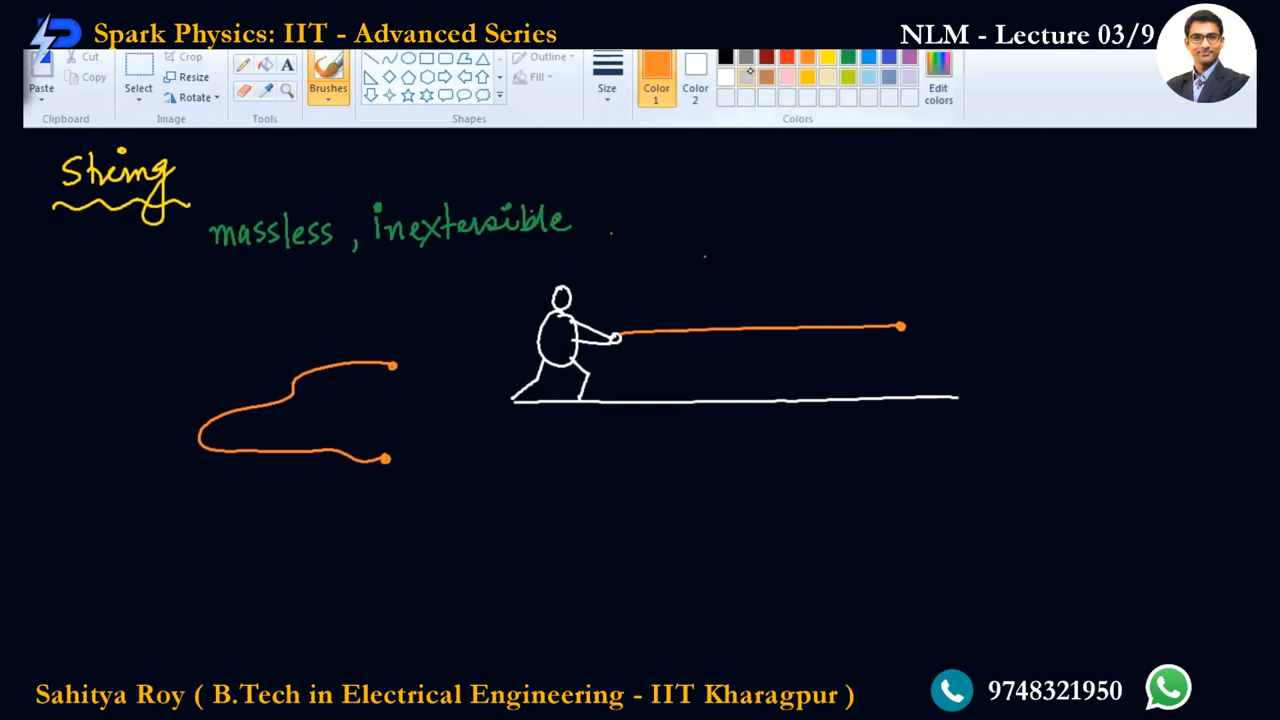 Spark Physics: IIT - Advanced Series
NLM - Lecture 03/9
Paste
Cut
Copy
Clipboard
Select
Crop
Resize
Rotate
Image
A
Tools
Brushes
Outline
Fill
Shapes
Size
Color 1
Color 2
Edit colors
Colors
String
massless, inextensible
Sahitya Roy ( B.Tech in Electrical Engineering - IIT Kharagpur )
9748321950